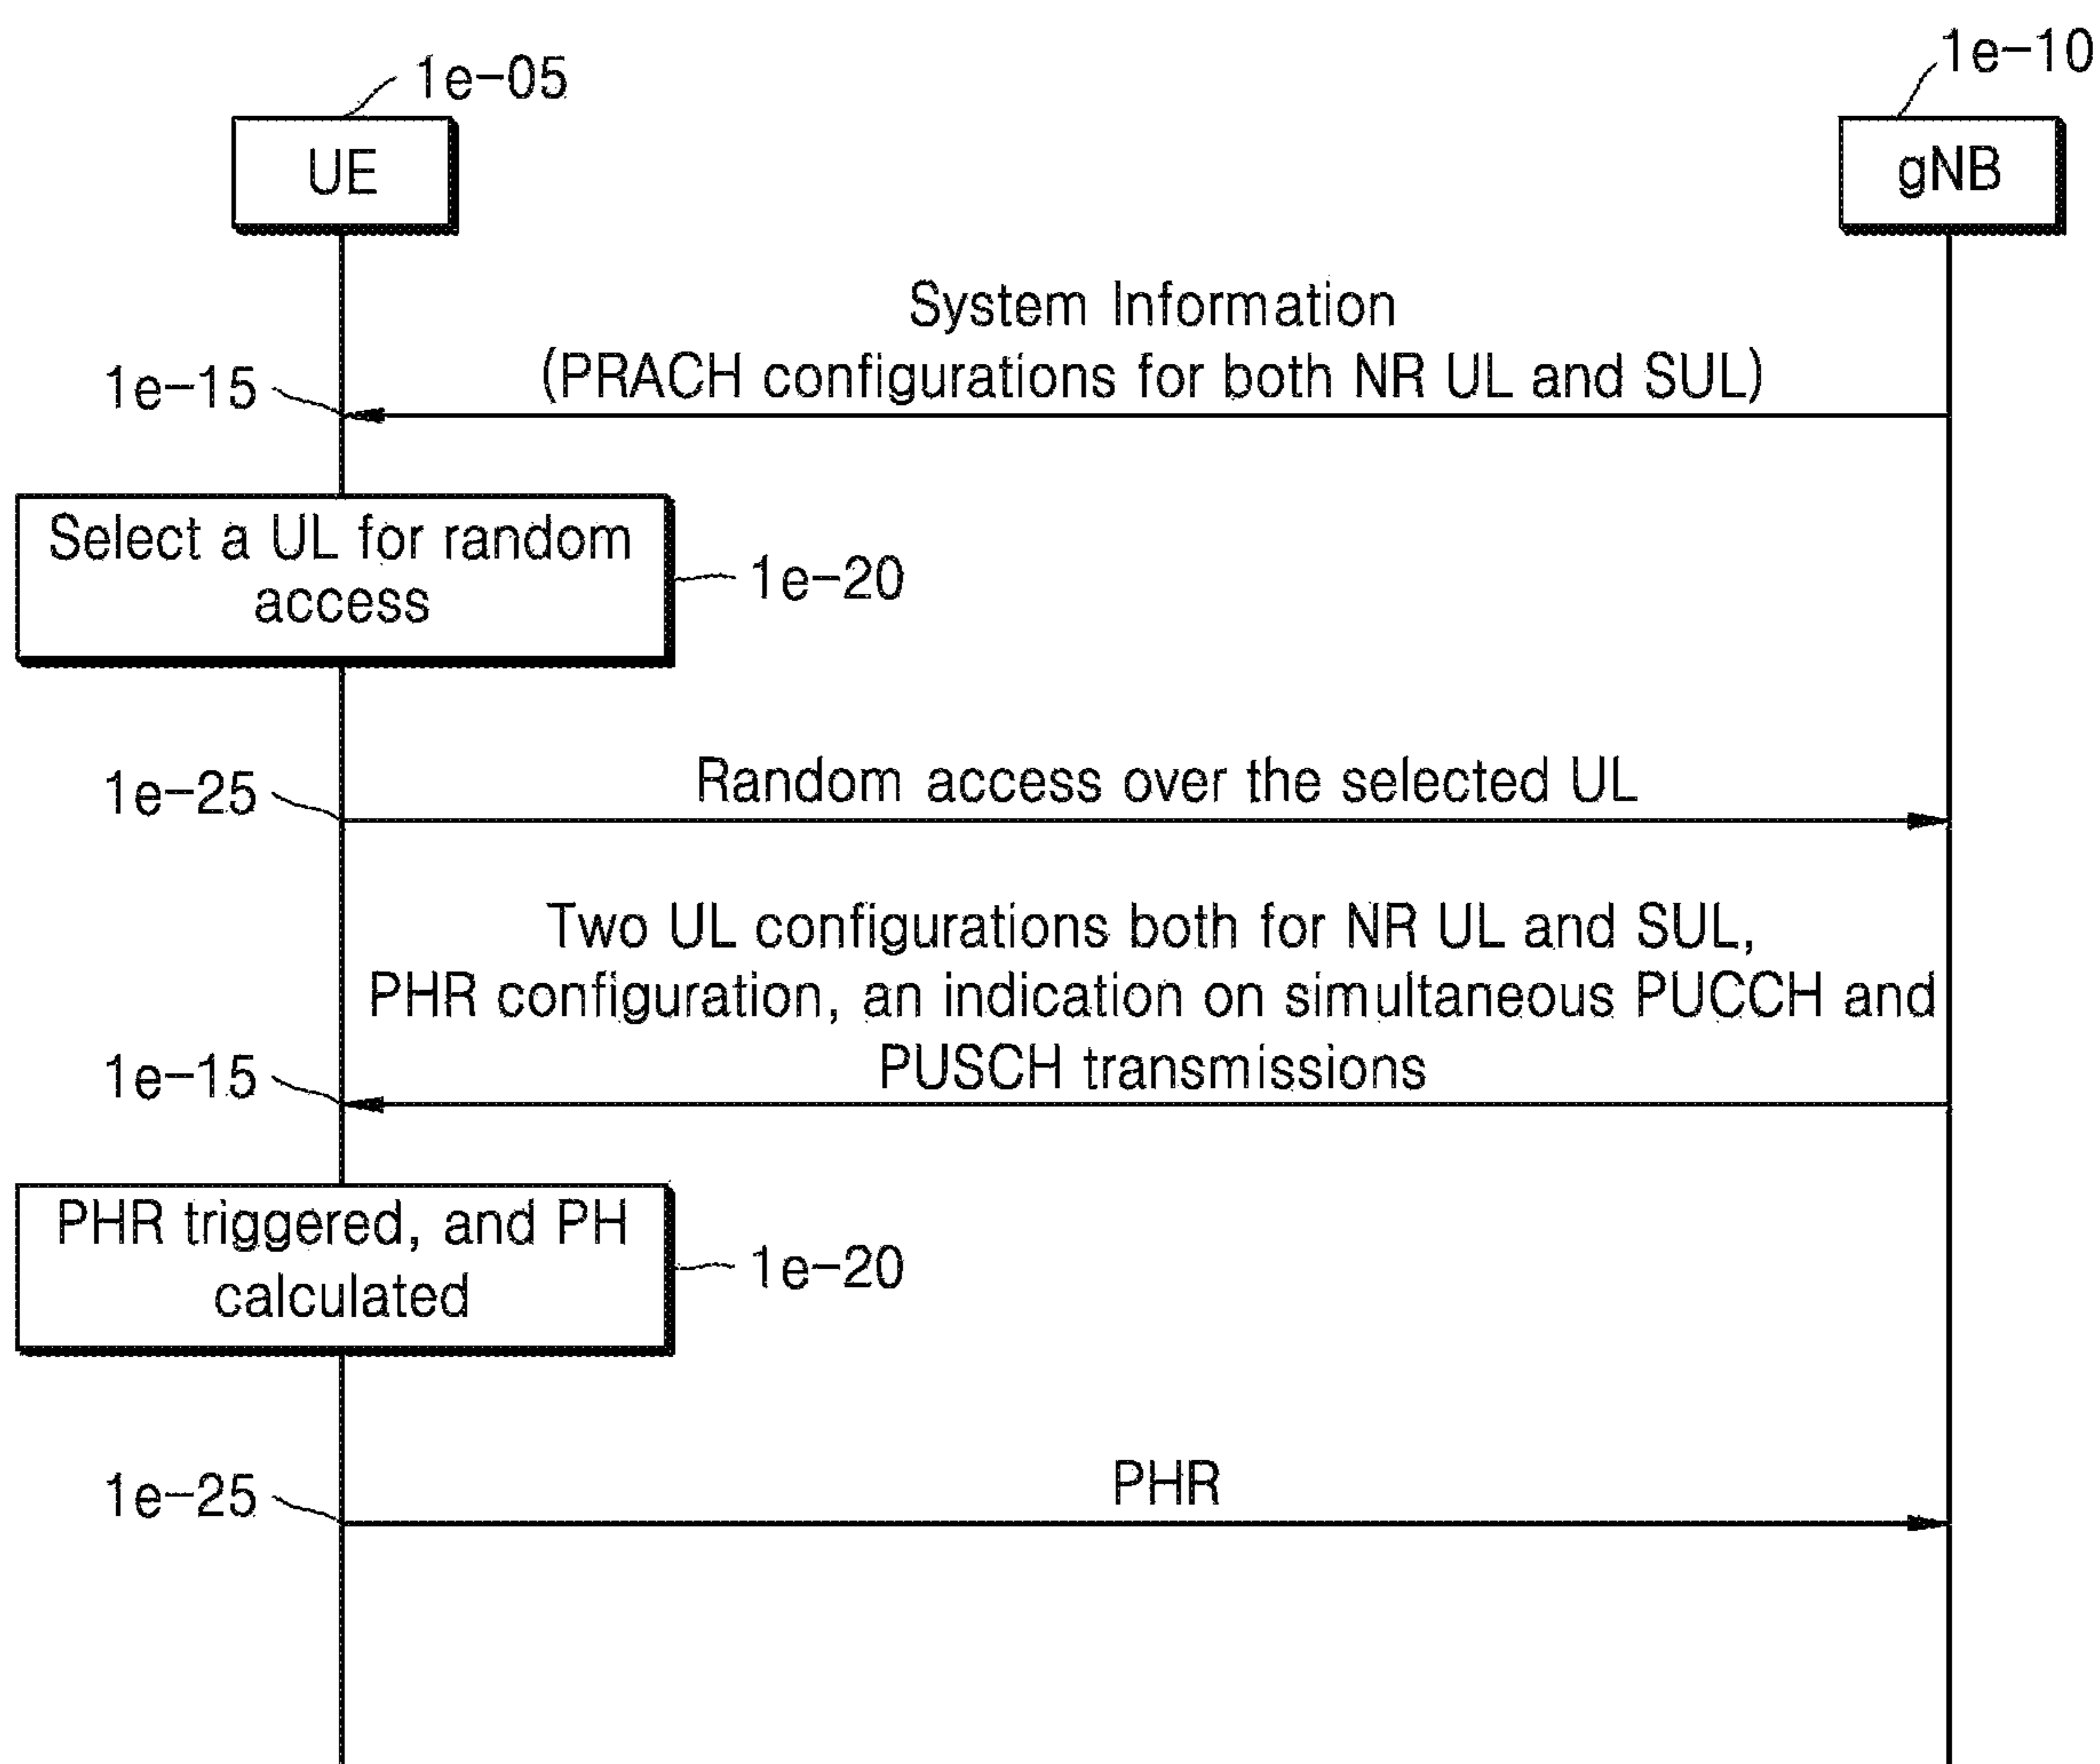 1e-05
1e-10
UE
gNB
System Information
(PRACH configurations for both NR UL and SUL)
1e-15
Select a UL for random
access
1e-20
Random access over the selected UL
1e-25
Two UL configurations both for NR UL and SUL,
PHR configuration, an indication on simultaneous PUCCH and
PUSCH transmissions
1e-15
PHR triggered, and PH
calculated
1e-20
PHR
1e-25